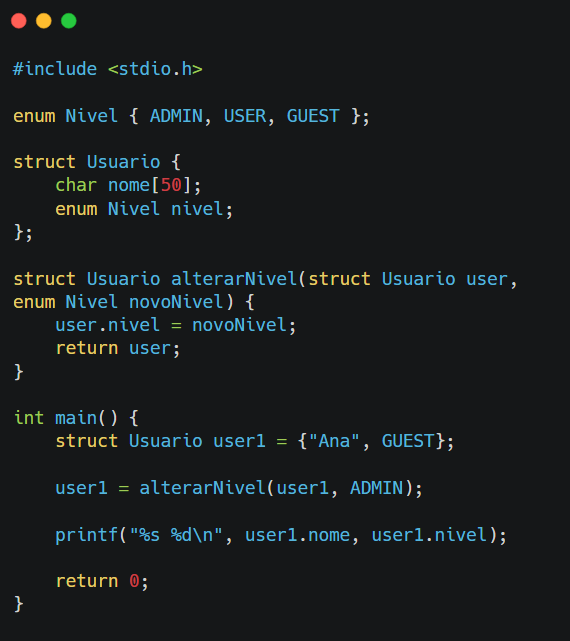 #include <stdio.h>

enum Nivel { ADMIN, USER, GUEST };

struct Usuario {
    char nome[50];
    enum Nivel nivel;
};

struct Usuario alterarNivel(struct Usuario user,
enum Nivel novoNivel) {
    user.nivel = novoNivel;
    return user;
}

int main() {
    struct Usuario user1 = {"Ana", GUEST};

    user1 = alterarNivel(user1, ADMIN);

    printf("%s %d\n", user1.nome, user1.nivel);

    return 0;
}